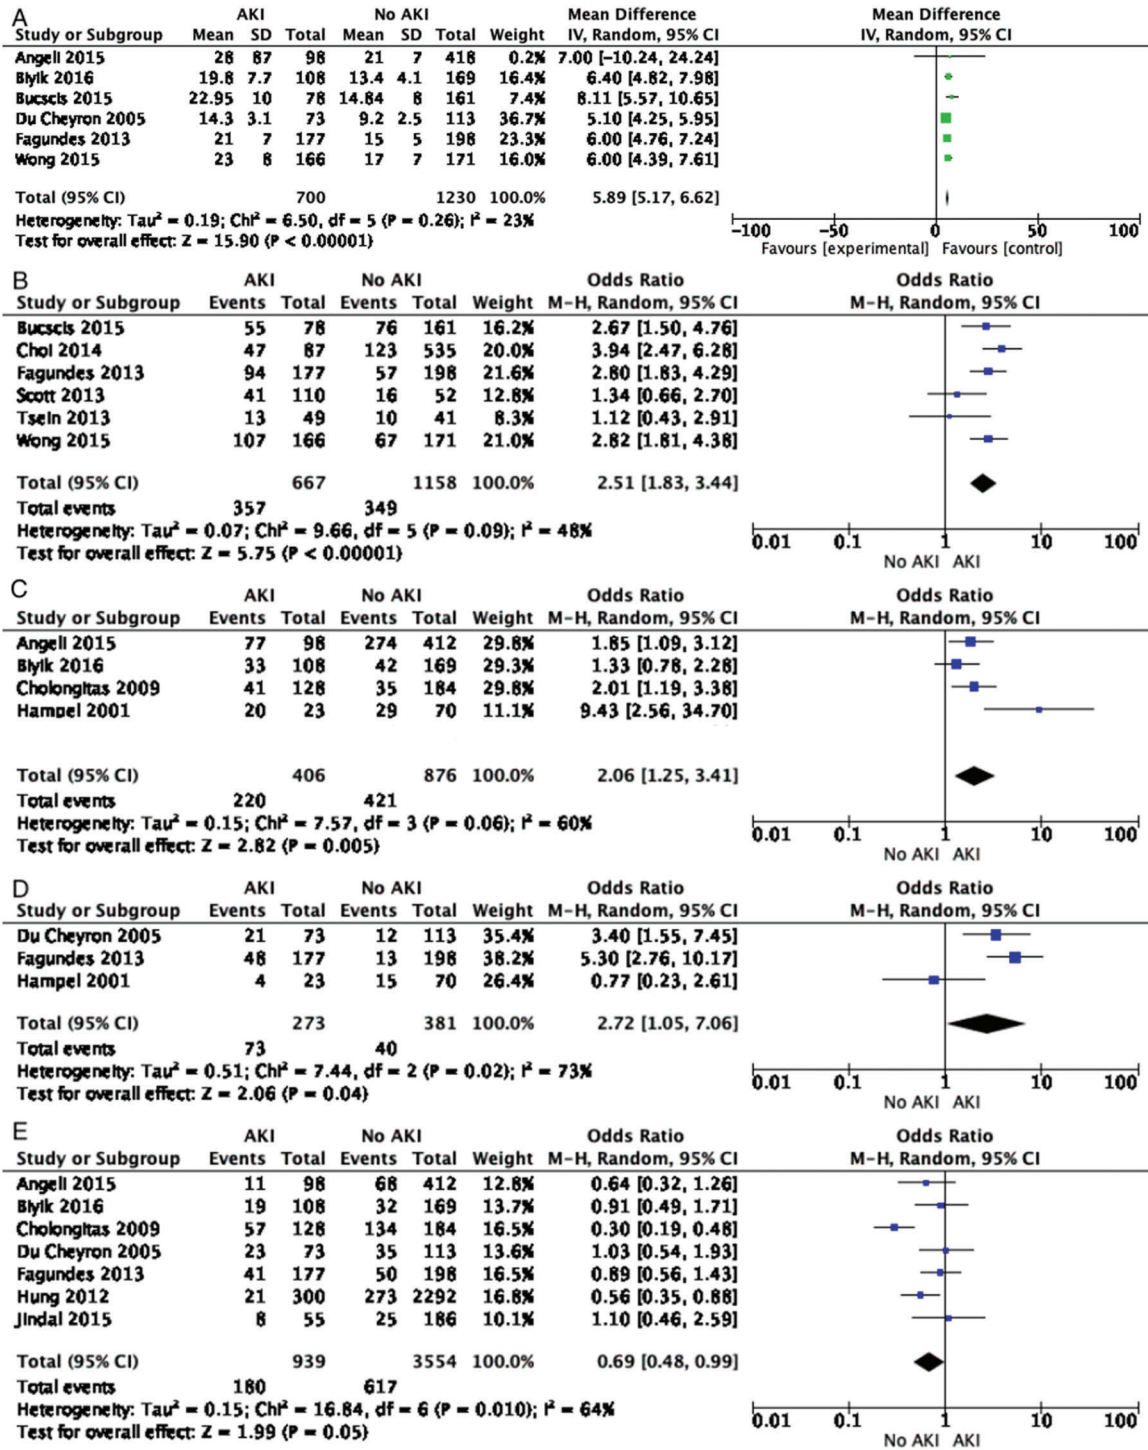 A
AKI No AKI Mean Difference Mean Difference
Study or Subgroup Mean SD Total Mean SD Total Weight IV, Random, 95% CI IV, Random, 95% CI
Angeli 2015 28 87 98 21 7 418 0.2% 7.00 [-10.24, 24.24]
Biyik 2016 19.8 7.7 108 13.4 4.1 169 16.4% 6.40 [4.82, 7.98]
Bucscis 2015 22.95 10 78 14.84 8 161 7.4% 8.11 [5.57, 10.65]
Du Cheyron 2005 14.3 3.1 73 9.2 2.5 113 36.7% 5.10 [4.25, 5.95]
Fagundes 2013 21 7 177 15 5 198 23.3% 6.00 [4.76, 7.24]
Wong 2015 23 8 166 17 7 171 16.0% 6.00 [4.39, 7.61]
Total (95% CI) 700 1230 100.0% 5.89 [5.17, 6.62]
Heterogeneity: Tau² = 0.19; Chi² = 6.50, df = 5 (P = 0.26); I² = 23%
Test for overall effect: Z = 15.90 (P < 0.00001)
-100 -50 0 50 100
Favours [experimental] Favours [control]
B
AKI No AKI Odds Ratio Odds Ratio
Study or Subgroup Events Total Events Total Weight M-H, Random, 95% CI M-H, Random, 95% CI
Bucscis 2015 55 78 76 161 16.2% 2.67 [1.50, 4.76]
Choi 2014 47 87 123 535 20.0% 3.94 [2.47, 6.28]
Fagundes 2013 94 177 57 198 21.6% 2.80 [1.83, 4.29]
Scott 2013 41 110 16 52 12.8% 1.34 [0.66, 2.70]
Tsein 2013 13 49 10 41 8.3% 1.12 [0.43, 2.91]
Wong 2015 107 166 67 171 21.0% 2.82 [1.81, 4.38]
Total (95% CI) 667 1158 100.0% 2.51 [1.83, 3.44]
Total events 357 349
Heterogeneity: Tau² = 0.07; Chi² = 9.66, df = 5 (P = 0.09); I² = 48%
Test for overall effect: Z = 5.75 (P < 0.00001)
0.01 0.1 1 10 100
No AKI AKI
C
AKI No AKI Odds Ratio Odds Ratio
Study or Subgroup Events Total Events Total Weight M-H, Random, 95% CI M-H, Random, 95% CI
Angeli 2015 77 98 274 412 29.8% 1.85 [1.09, 3.12]
Biyik 2016 33 108 42 169 29.3% 1.33 [0.78, 2.28]
Cholongitas 2009 41 128 35 184 29.8% 2.01 [1.19, 3.38]
Hampel 2001 20 23 29 70 11.1% 9.43 [2.56, 34.70]
Total (95% CI) 406 876 100.0% 2.06 [1.25, 3.41]
Total events 220 421
Heterogeneity: Tau² = 0.15; Chi² = 7.57, df = 3 (P = 0.06); I² = 60%
Test for overall effect: Z = 2.82 (P = 0.005)
0.01 0.1 1 10 100
No AKI AKI
D
AKI No AKI Odds Ratio Odds Ratio
Study or Subgroup Events Total Events Total Weight M-H, Random, 95% CI M-H, Random, 95% CI
Du Cheyron 2005 21 73 12 113 35.4% 3.40 [1.55, 7.45]
Fagundes 2013 48 177 13 198 38.2% 5.30 [2.76, 10.17]
Hampel 2001 4 23 15 70 26.4% 0.77 [0.23, 2.61]
Total (95% CI) 273 381 100.0% 2.72 [1.05, 7.06]
Total events 73 40
Heterogeneity: Tau² = 0.51; Chi² = 7.44, df = 2 (P = 0.02); I² = 73%
Test for overall effect: Z = 2.06 (P = 0.04)
0.01 0.1 1 10 100
No AKI AKI
E
AKI No AKI Odds Ratio Odds Ratio
Study or Subgroup Events Total Events Total Weight M-H, Random, 95% CI M-H, Random, 95% CI
Angeli 2015 11 98 68 412 12.8% 0.64 [0.32, 1.26]
Biyik 2016 19 108 32 169 13.7% 0.91 [0.49, 1.71]
Cholongitas 2009 57 128 134 184 16.5% 0.30 [0.19, 0.48]
Du Cheyron 2005 23 73 35 113 13.6% 1.03 [0.54, 1.93]
Fagundes 2013 41 177 50 198 16.5% 0.89 [0.56, 1.43]
Hung 2012 21 300 273 2292 16.8% 0.56 [0.35, 0.88]
Jindal 2015 8 55 25 186 10.1% 1.10 [0.46, 2.59]
Total (95% CI) 939 3554 100.0% 0.69 [0.48, 0.99]
Total events 180 617
Heterogeneity: Tau² = 0.15; Chi² = 16.84, df = 6 (P = 0.010); I² = 64%
Test for overall effect: Z = 1.99 (P = 0.05)
0.01 0.1 1 10 100
No AKI AKI